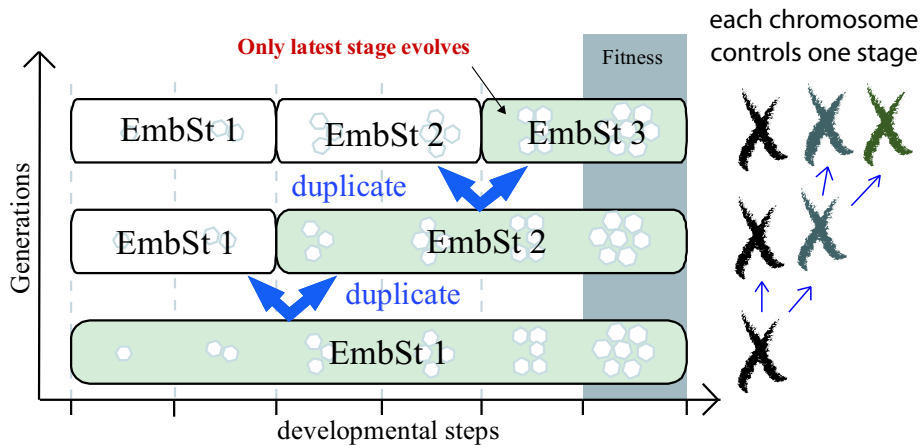 each chromosome
controls one stage
Only latest stage evolves
Fitness
EmbSt 1
EmbSt 2
EmbSt 3
duplicate
EmbSt 1
EmbSt 2
duplicate
EmbSt 1
Generations
developmental steps